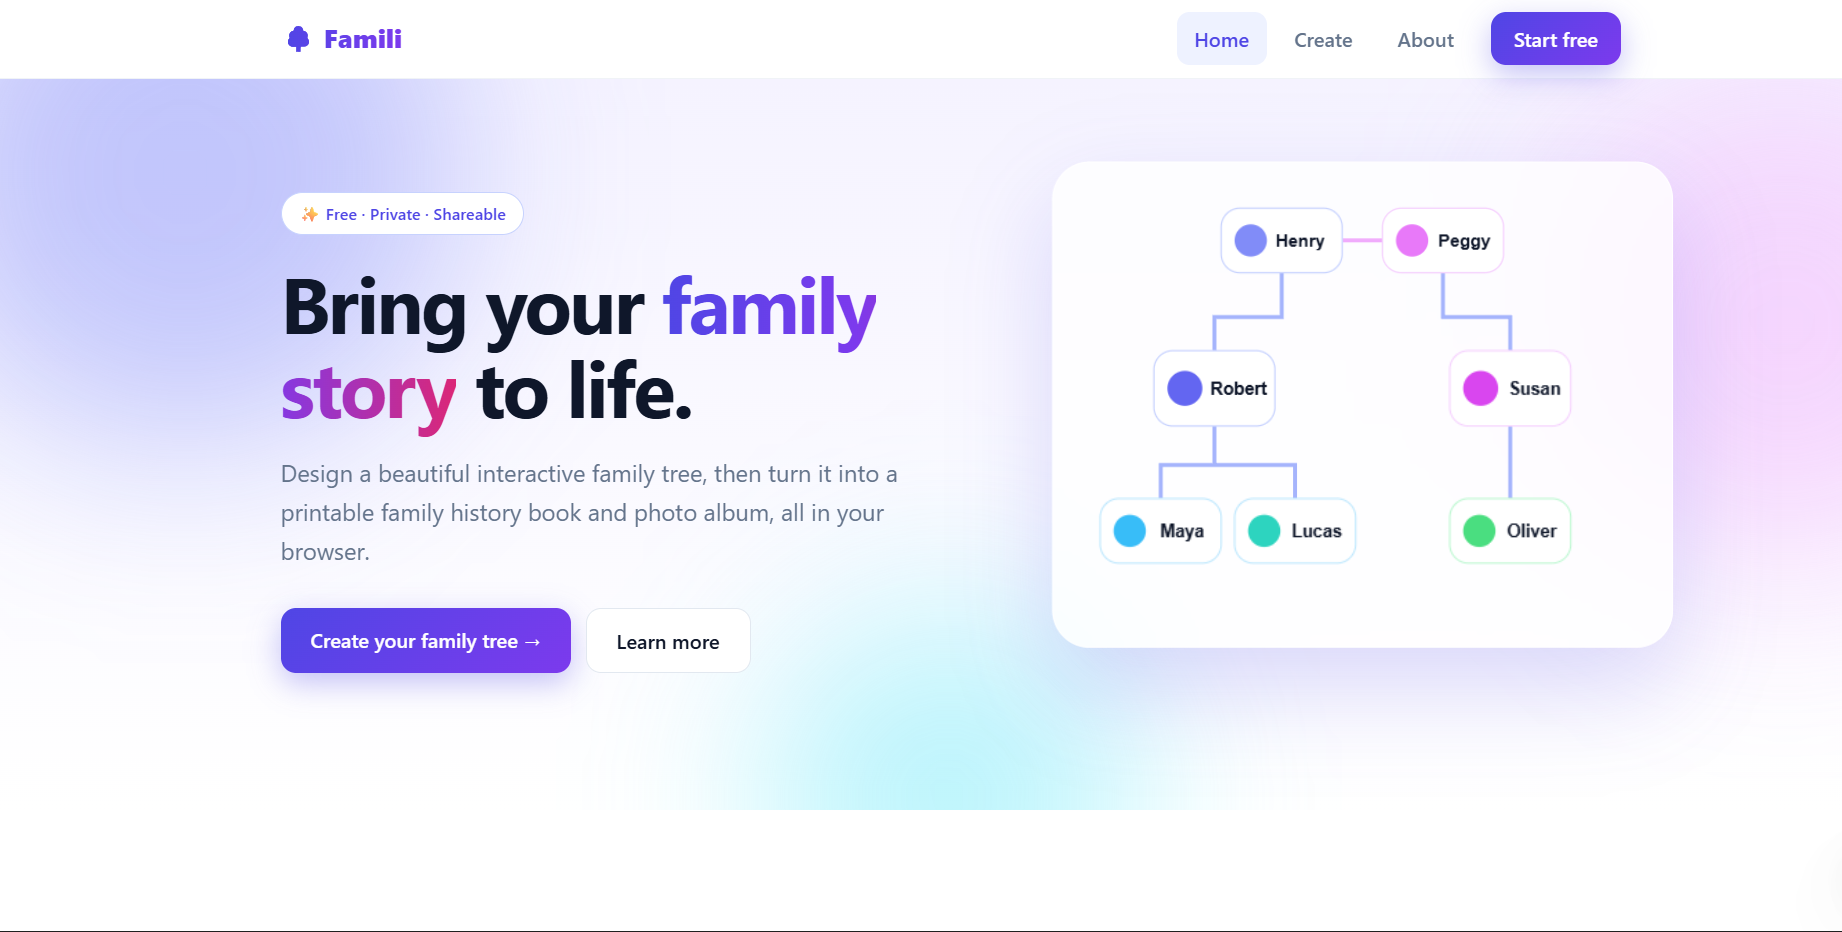 Famili
Home
Create
About
Start free
✨ Free · Private · Shareable
Bring your family
story to life.
Design a beautiful interactive family tree, then turn it into a
printable family history book and photo album, all in your
browser.
Create your family tree →
Learn more
Henry
Peggy
Robert
Susan
Maya
Lucas
Oliver